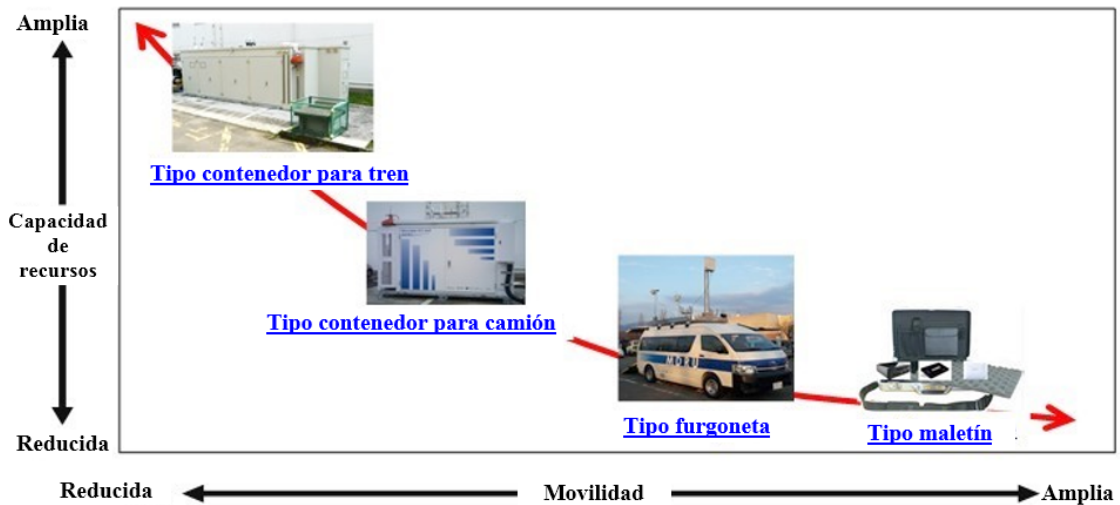 Amplia
Capacidad
de
recursos
Reducida
Tipo contenedor para tren
Tipo contenedor para camión
MDRU
Tipo furgoneta
Tipo maletín
Reducida
Movilidad
Amplia